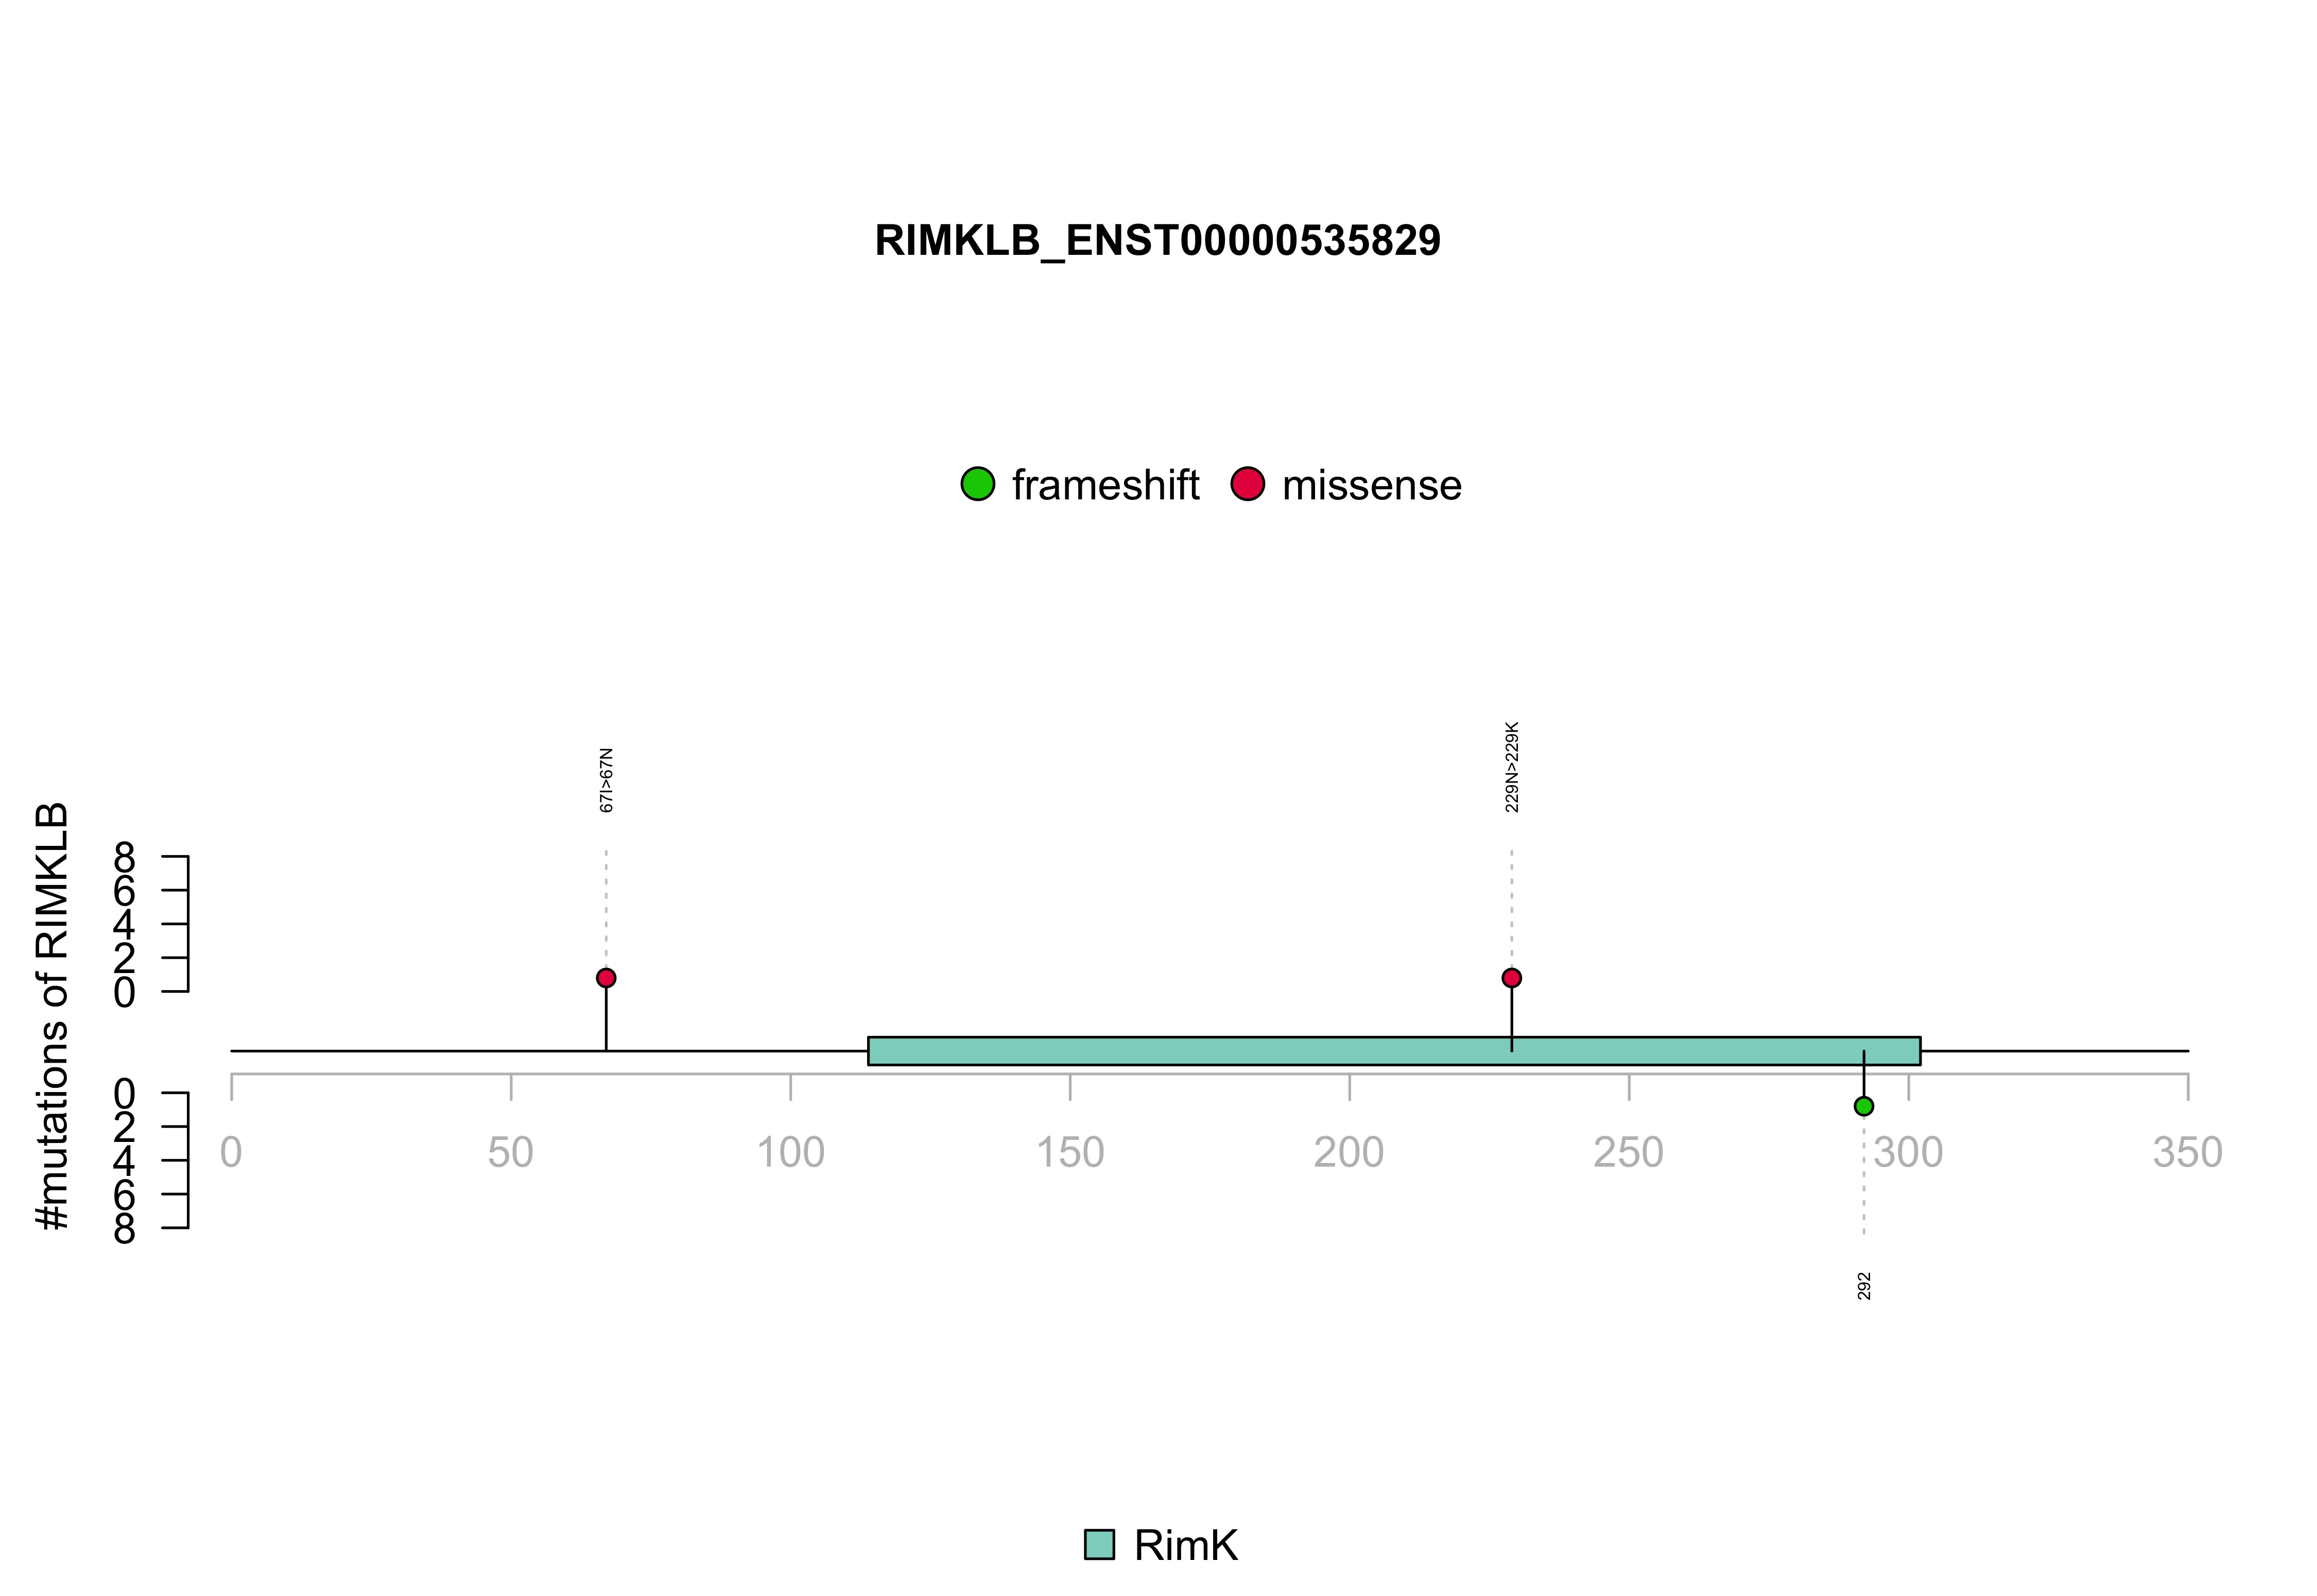 RIMKLB_ENST00000535829
frameshift
missense
67I>67N
229N>229K
#mutations of RIMKLB
8
6
4
2
0
0
2
4
6
8
0
50
100
150
200
250
300
350
292
RimK